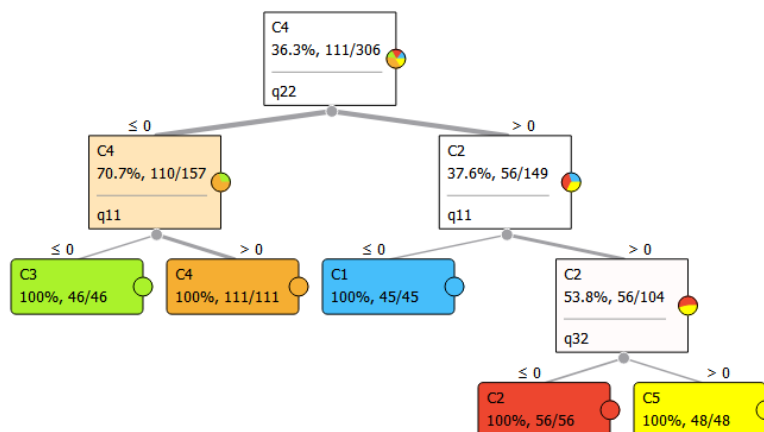 C4
36.3%, 111/306
q22
≤ 0
> 0
C4
70.7%, 110/157
q11
C2
37.6%, 56/149
q11
≤ 0
> 0
≤ 0
> 0
C3
100%, 46/46
C4
100%, 111/111
C1
100%, 45/45
C2
53.8%, 56/104
q32
≤ 0
> 0
C2
100%, 56/56
C5
100%, 48/48